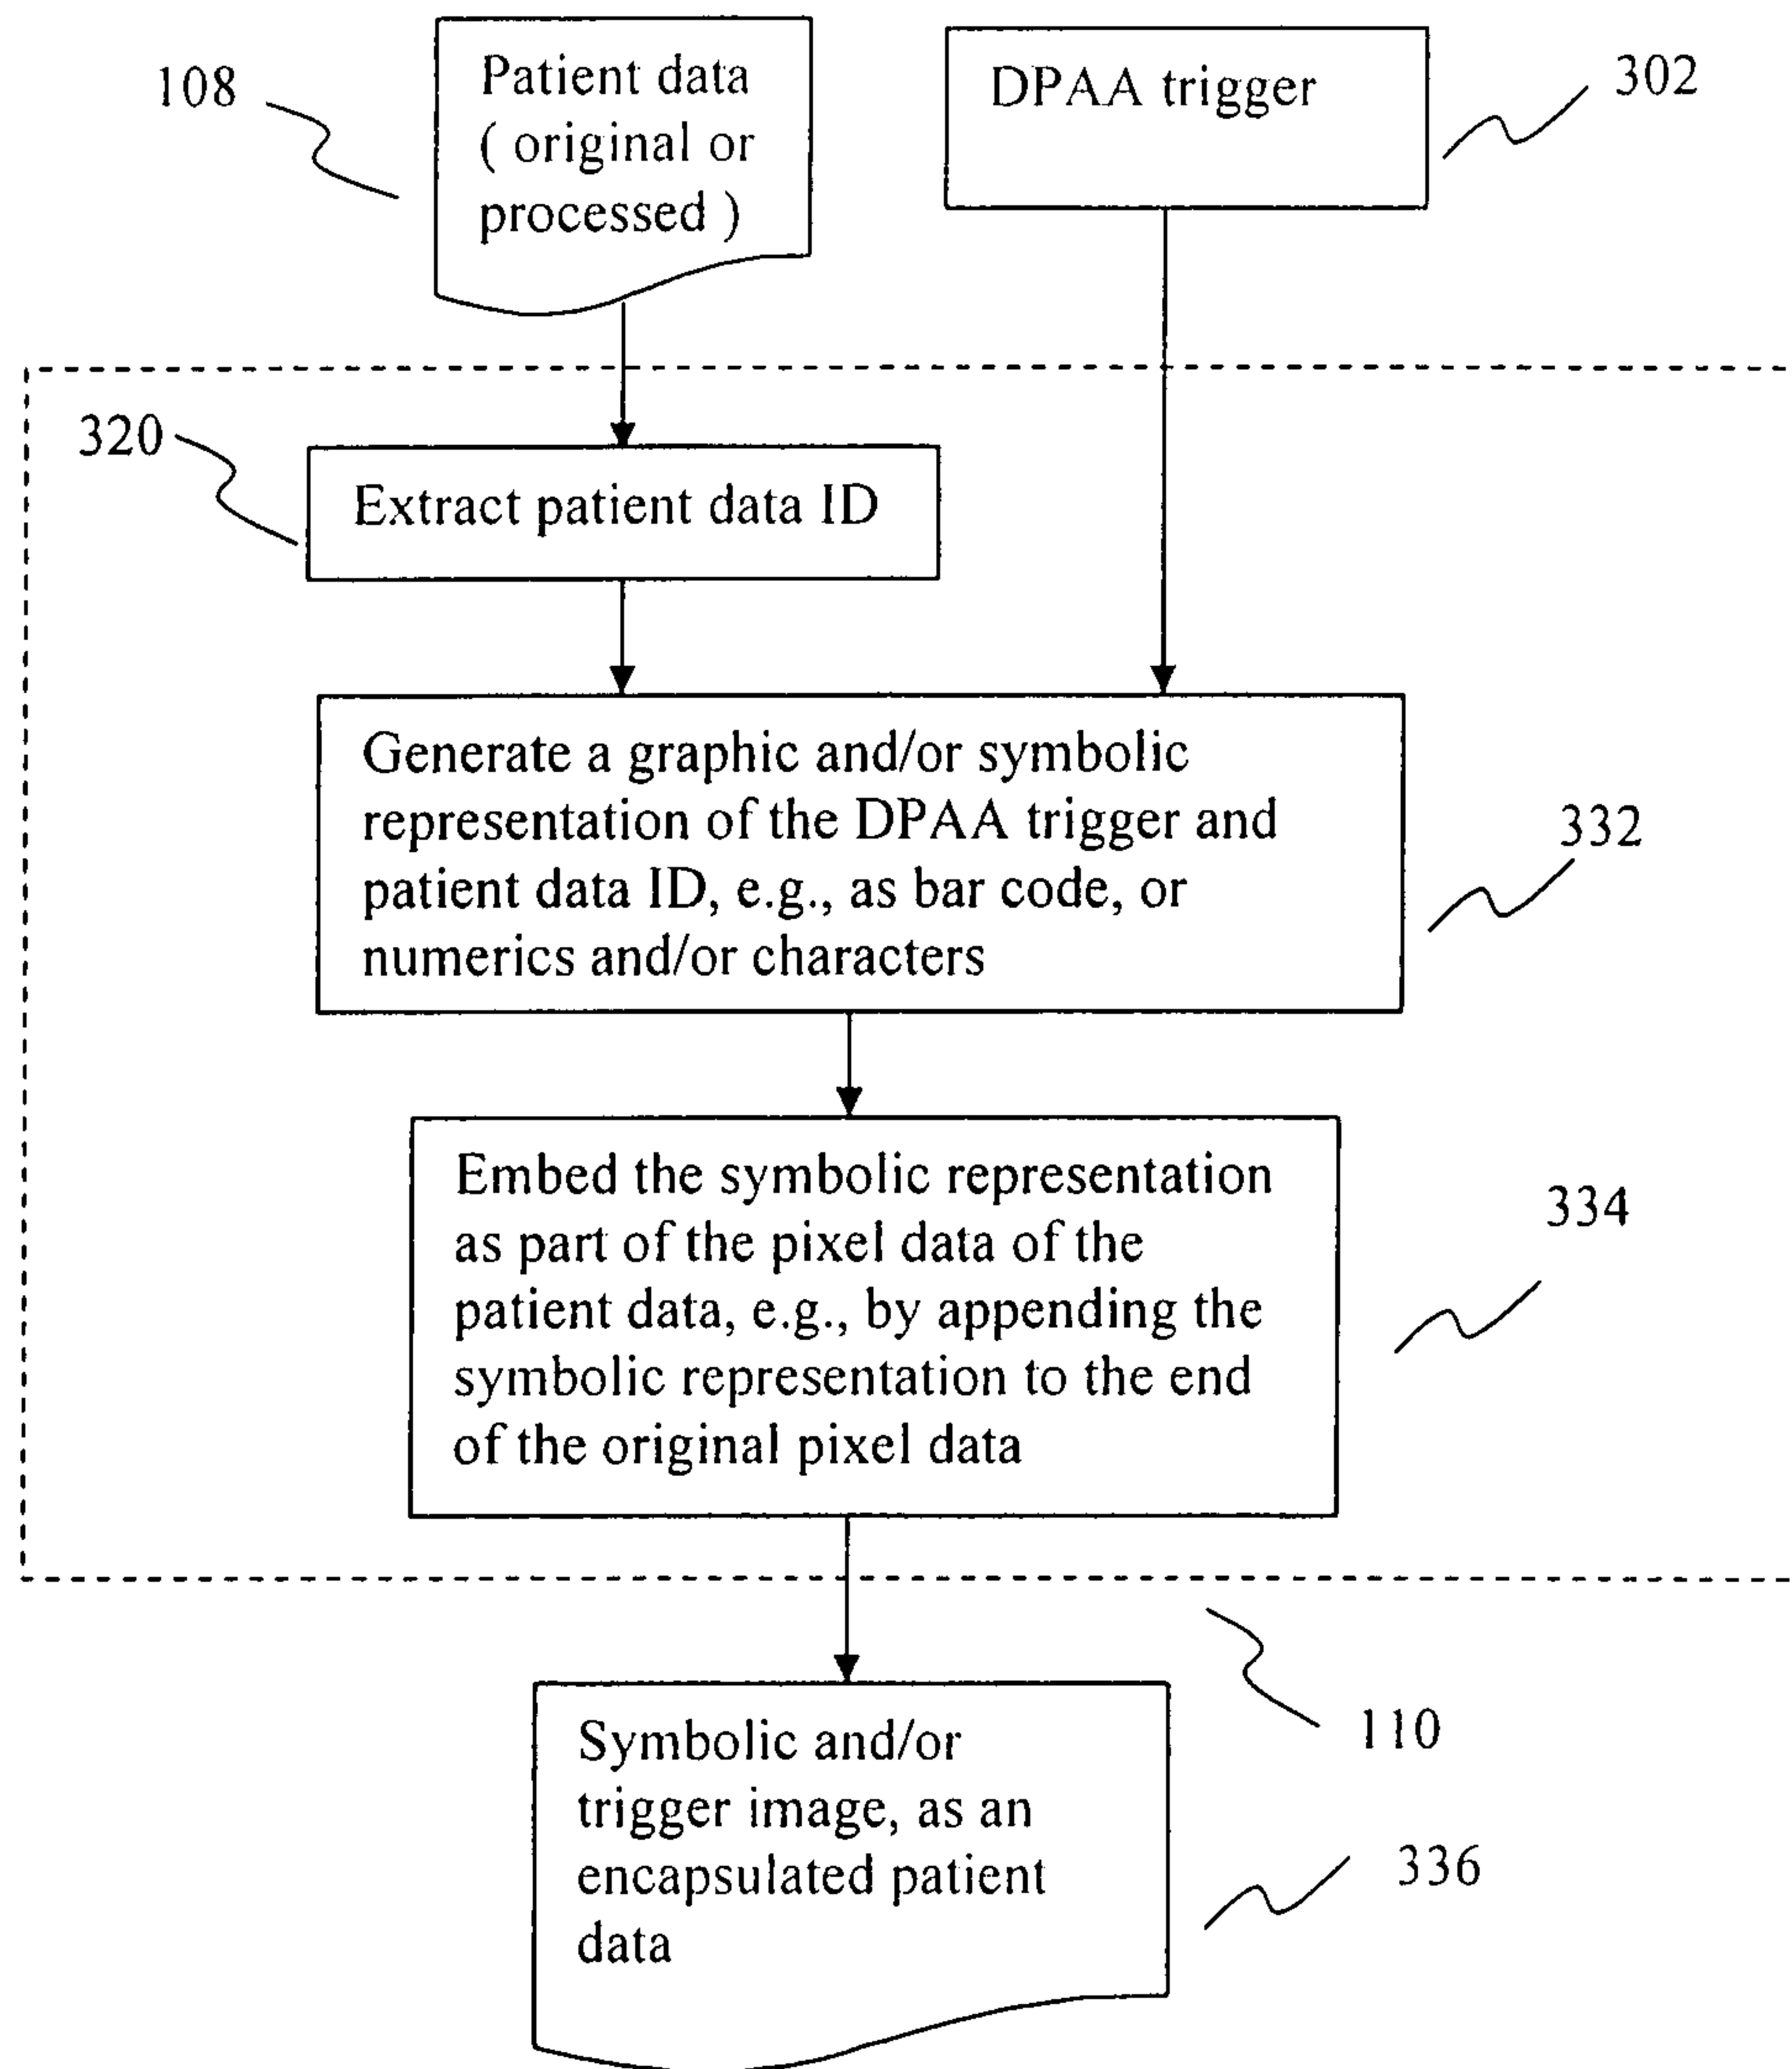 108
Patient data
( original or
processed )
DPAA trigger
302
320
Extract patient data ID
Generate a graphic and/or symbolic
representation of the DPAA trigger and
patient data ID, e.g., as bar code, or
numerics and/or characters
332
Embed the symbolic representation
as part of the pixel data of the
patient data, e.g., by appending the
symbolic representation to the end
of the original pixel data
334
110
Symbolic and/or
trigger image, as an
encapsulated patient
data
336